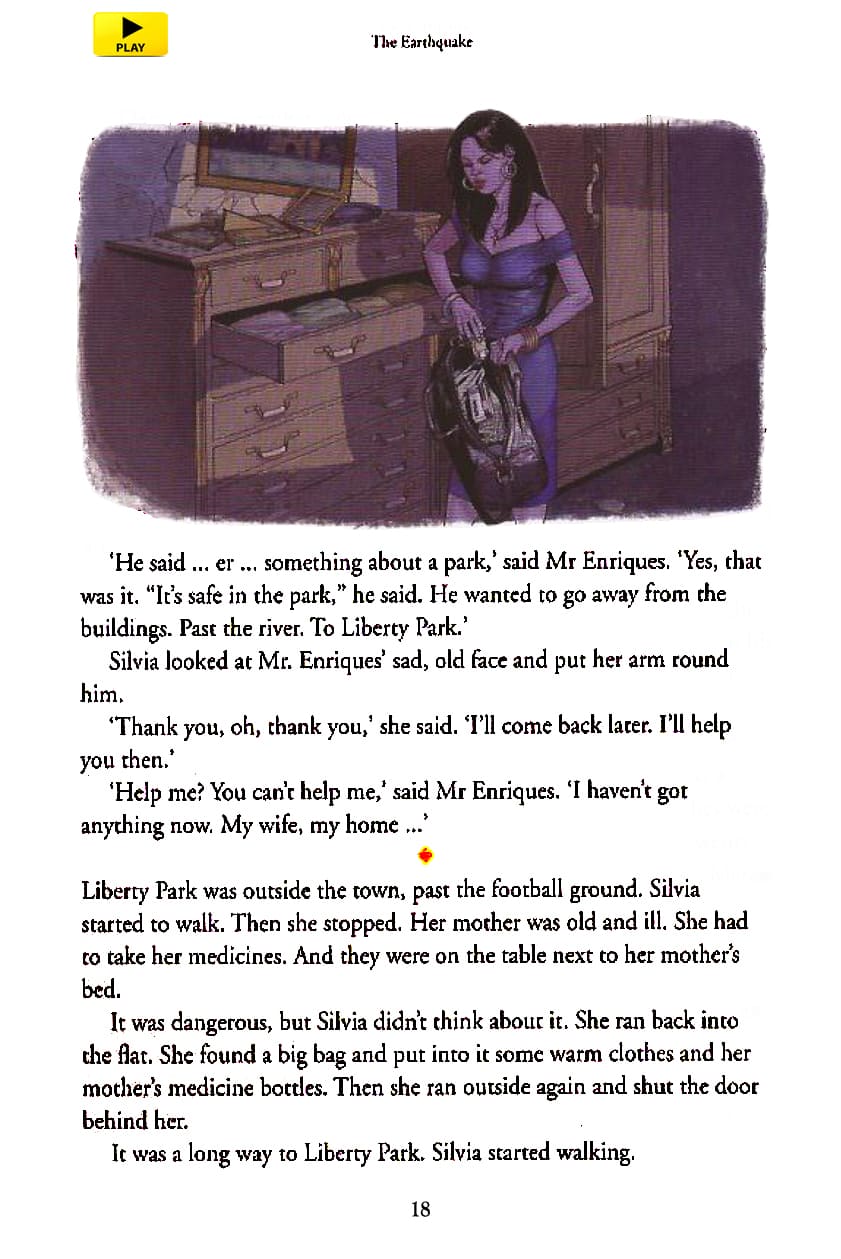 PLAY
The Earthquake
‘He said ... er ... something about a park,’ said Mr Enriques. ‘Yes, that
was it. “It’s safe in the park,” he said. He wanted to go away from the
buildings. Past the river. To Liberty Park.’
Silvia looked at Mr. Enriques’ sad, old face and put her arm round
him.
‘Thank you, oh, thank you,’ she said. ‘I’ll come back later. I’ll help
you then.’
‘Help me? You can’t help me,’ said Mr Enriques. ‘I haven’t got
anything now. My wife, my home ...’
Liberty Park was outside the town, past the football ground. Silvia
started to walk. Then she stopped. Her mother was old and ill. She had
to take her medicines. And they were on the table next to her mother’s
bed.
It was dangerous, but Silvia didn’t think about it. She ran back into
the flat. She found a big bag and put into it some warm clothes and her
mother’s medicine bottles. Then she ran outside again and shut the door
behind her.
It was a long way to Liberty Park. Silvia started walking.
18